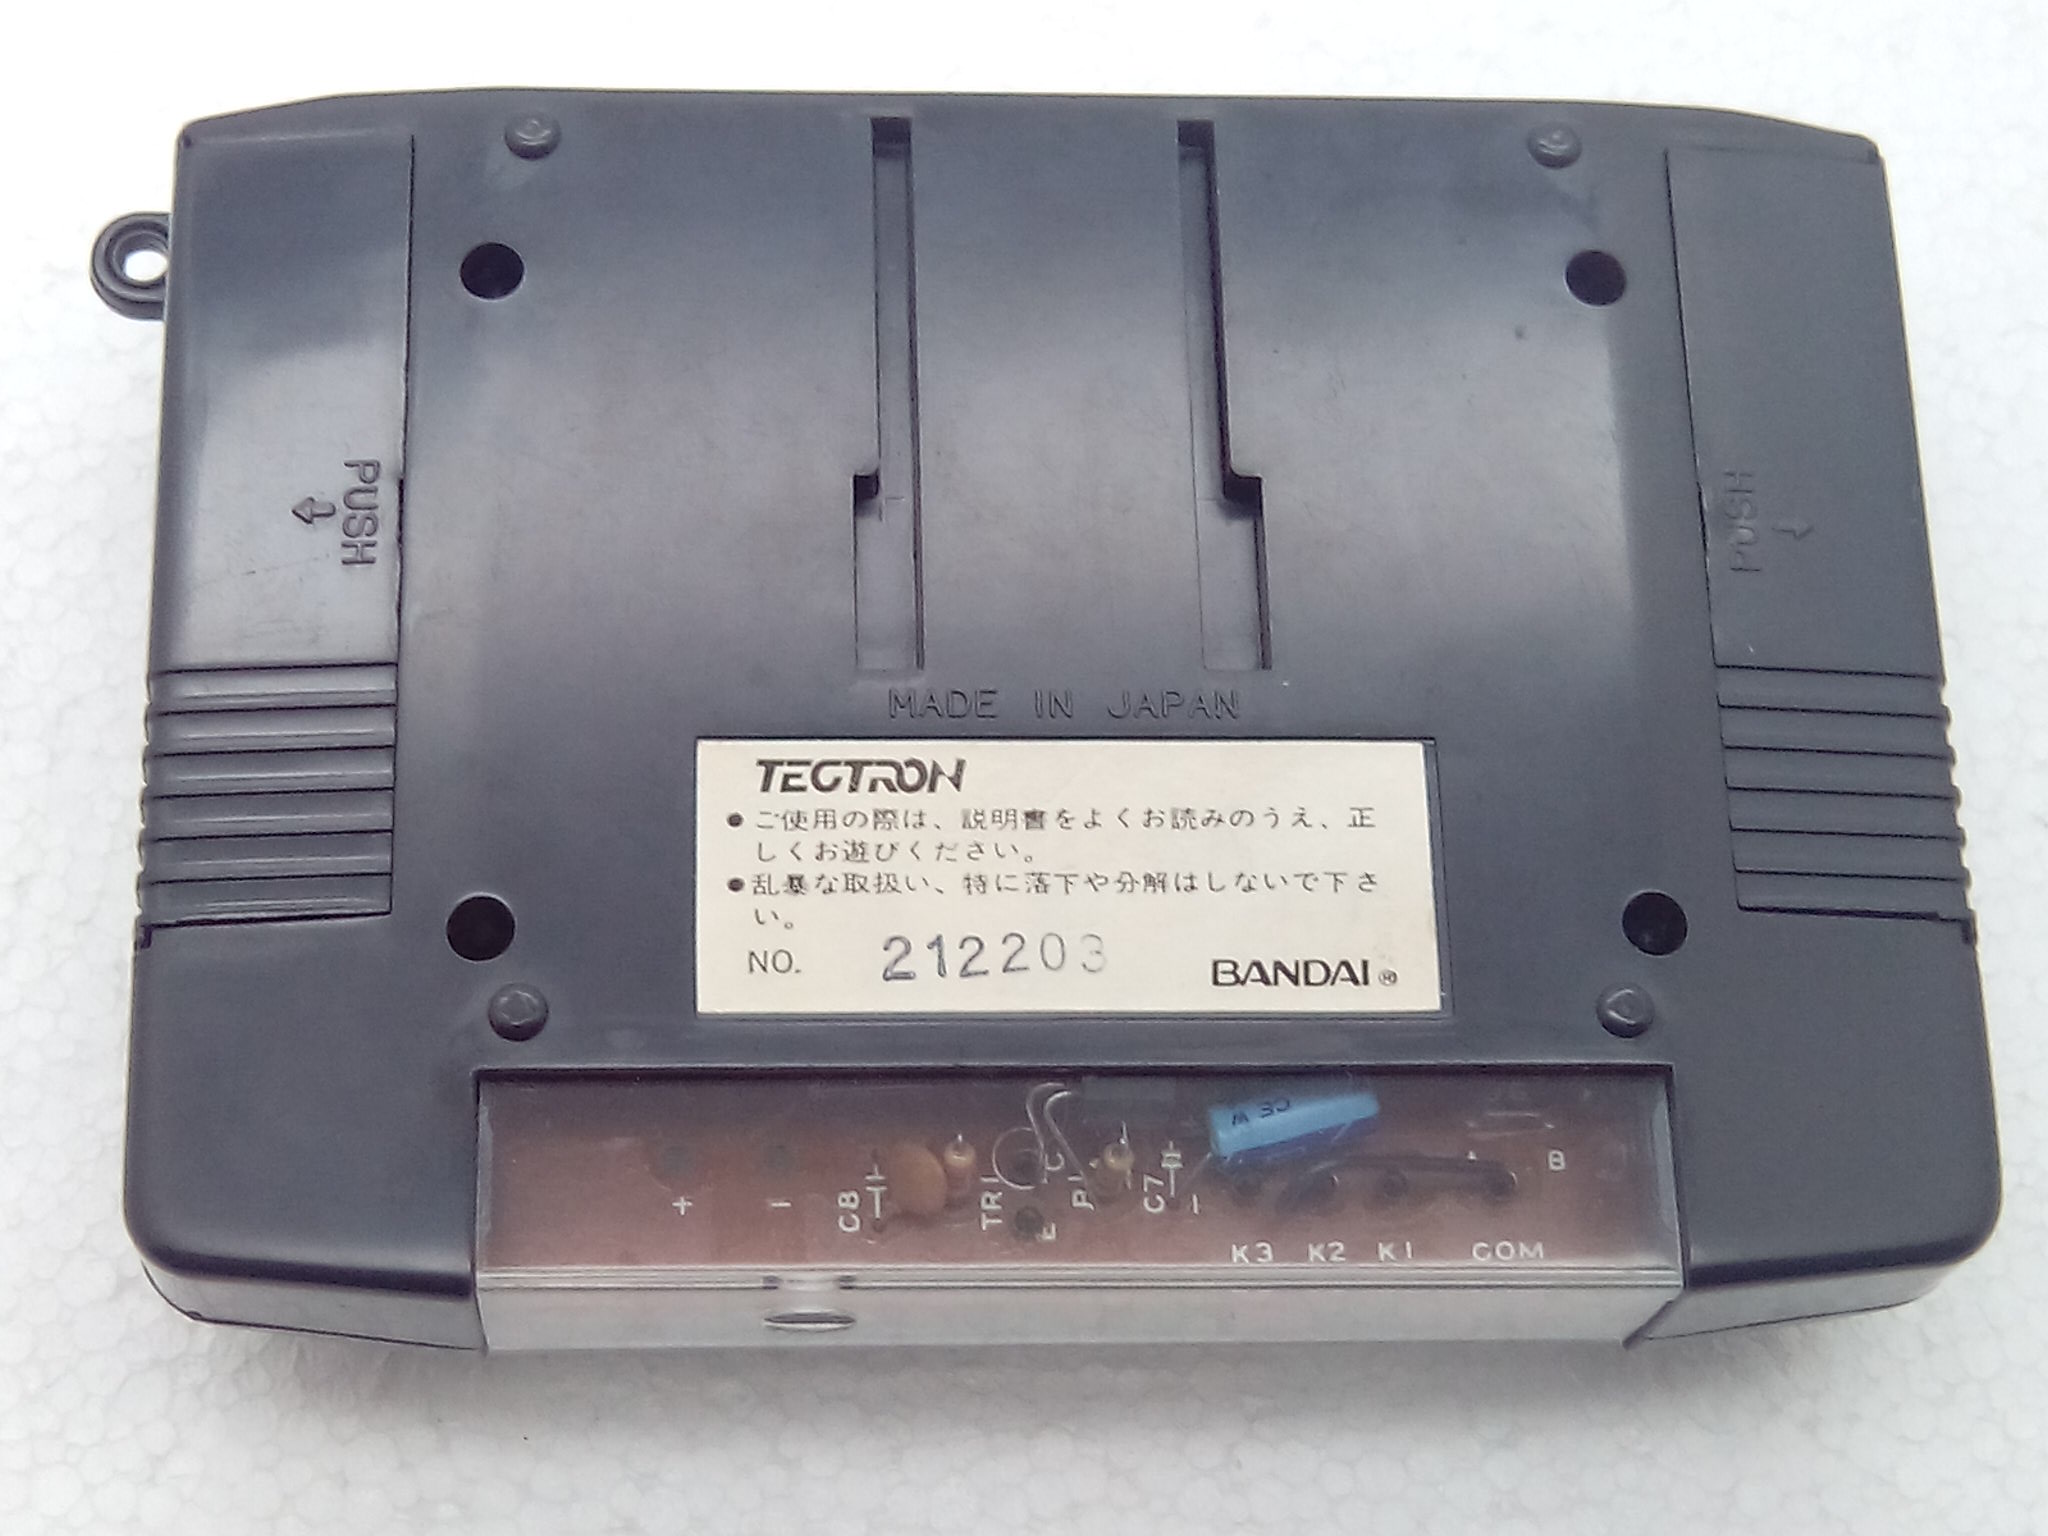 PUSH
PUSH
MADE IN JAPAN
TECTRON
●ご使用の際は、説明書をよくお読みのうえ、正
しくお遊びください。
●乱暴な取扱い、特に落下や分解はしないで下さ
い。
NO. 212203 BANDAI®
+ − C8 TR1 C E C7 B
K3 K2 K1 COM